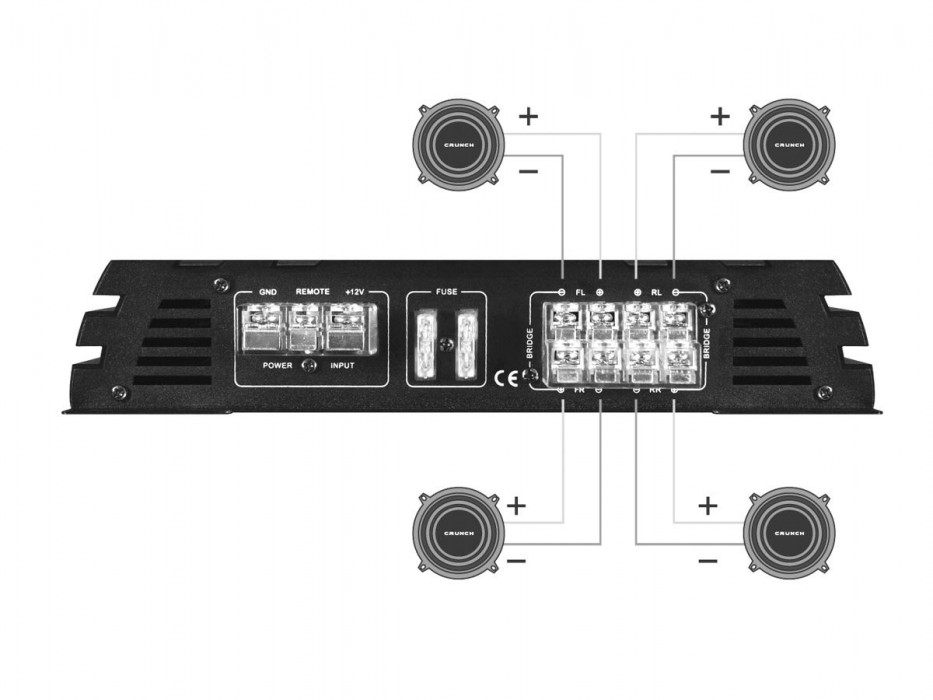 CRUNCH + + CRUNCH
− −
GND REMOTE +12V FUSE ⊖ FL ⊕ ⊕ RL ⊖
BRIDGE BRIDGE
POWER INPUT CE
⊕ FR ⊖ ⊖ RR ⊕
+ +
CRUNCH CRUNCH
− −